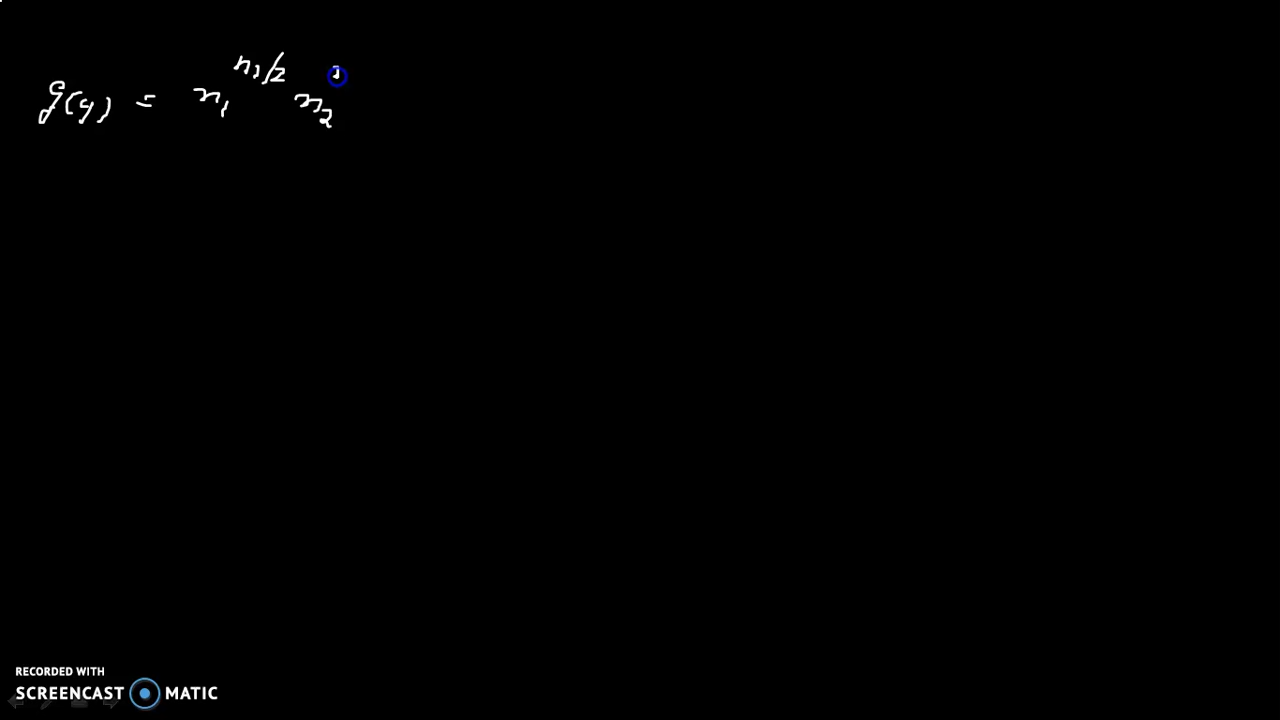 g(y) = n₁^(n₁/2) n₂
RECORDED WITH
SCREENCAST MATIC